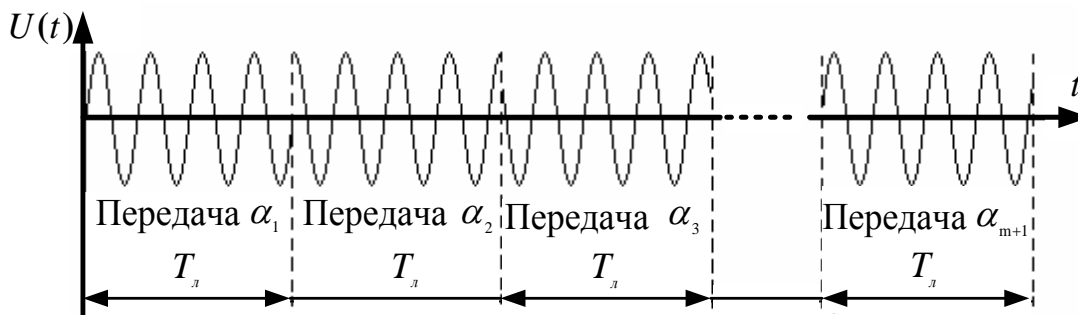 U(t)
t
Передача α₁
Передача α₂
Передача α₃
Передача αₘ₊₁
Tл
Tл
Tл
Tл